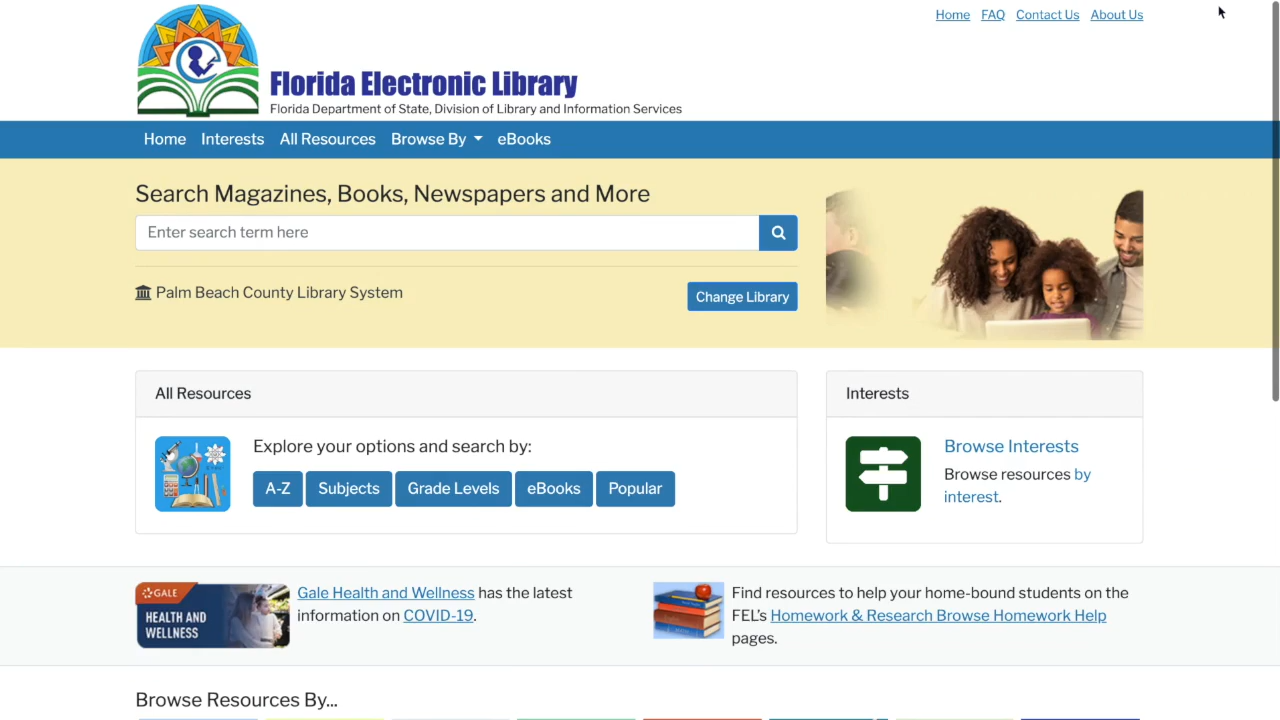 Home FAQ Contact Us About Us
Florida Electronic Library
Florida Department of State, Division of Library and Information Services
Home Interests All Resources Browse By eBooks
Search Magazines, Books, Newspapers and More
Enter search term here
Palm Beach County Library System
Change Library
All Resources
Explore your options and search by:
A-Z Subjects Grade Levels eBooks Popular
Interests
Browse Interests
Browse resources by
interest.
GALE
HEALTH AND
WELLNESS
Gale Health and Wellness has the latest
information on COVID-19.
Find resources to help your home-bound students on the
FEL's Homework & Research Browse Homework Help
pages.
Browse Resources By...